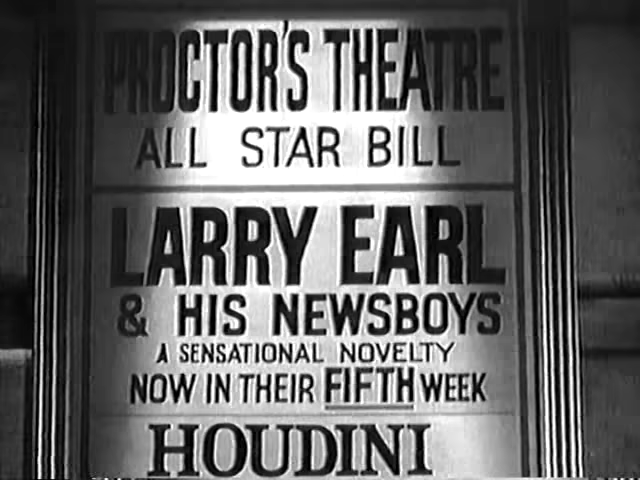 PROCTOR'S THEATRE
ALL STAR BILL
LARRY EARL
& HIS NEWSBOYS
A SENSATIONAL NOVELTY
NOW IN THEIR FIFTH WEEK
HOUDINI